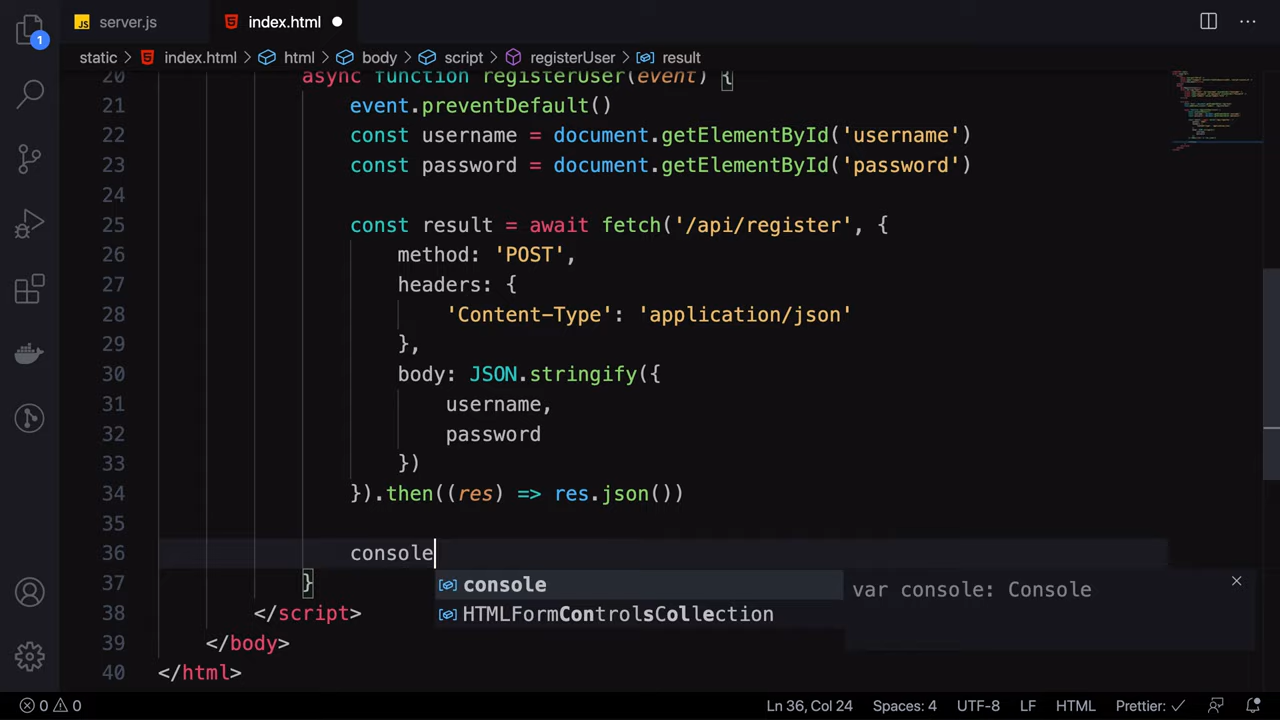 1
JS server.js
index.html
static > index.html > html > body > script > registerUser > result
20 async function registerUser(event) {
21 event.preventDefault()
22 const username = document.getElementById('username')
23 const password = document.getElementById('password')
24
25 const result = await fetch('/api/register', {
26 method: 'POST',
27 headers: {
28 'Content-Type': 'application/json'
29 },
30 body: JSON.stringify({
31 username,
32 password
33 })
34 }).then((res) => res.json())
35
36 console
console
var console: Console
HTMLFormControlsCollection
37 }
38 </script>
39 </body>
40 </html>
0 0
Ln 36, Col 24
Spaces: 4
UTF-8
LF
HTML
Prettier: ✓